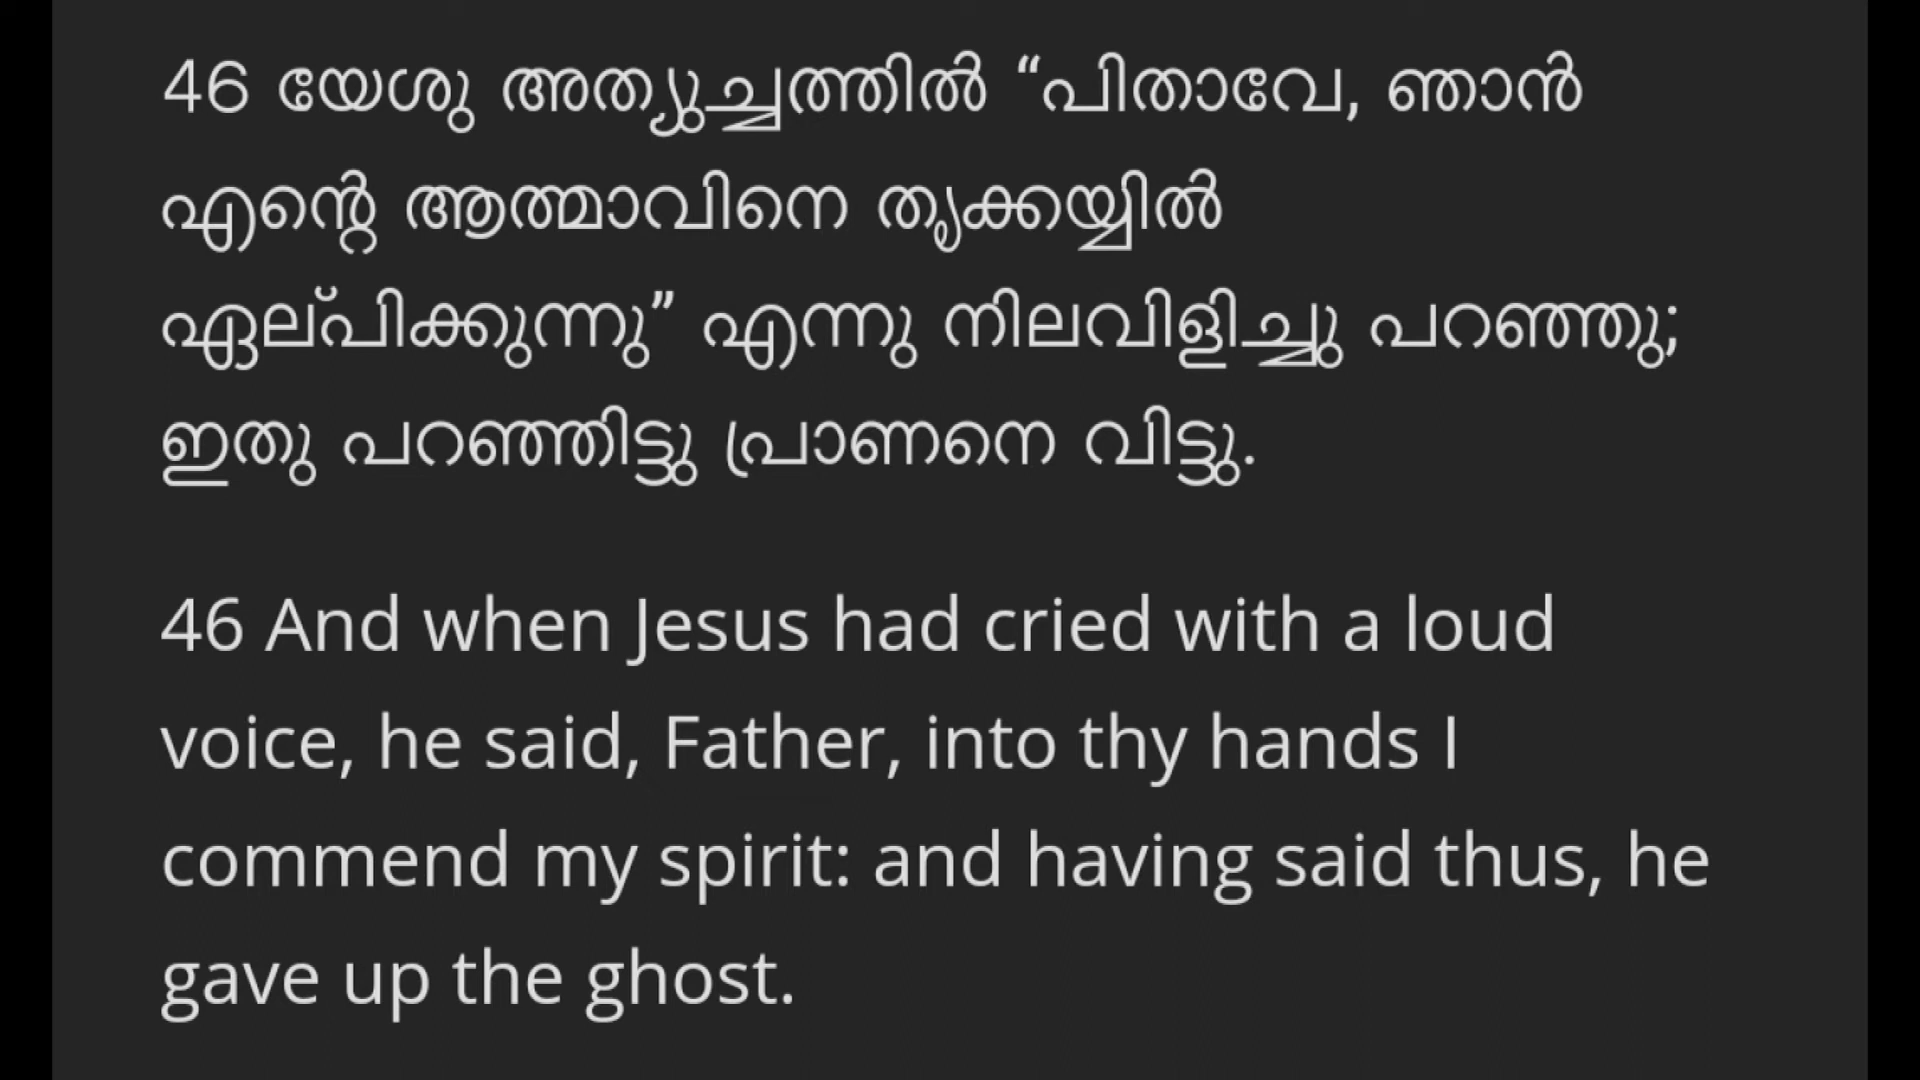 46 യേശു അത്യുച്ചത്തിൽ “പിതാവേ, ഞാൻ
എന്റെ ആത്മാവിനെ തൃക്കയ്യിൽ
ഏല്പിക്കുന്നു” എന്നു നിലവിളിച്ചു പറഞ്ഞു;
ഇതു പറഞ്ഞിട്ടു പ്രാണനെ വിട്ടു.
46 And when Jesus had cried with a loud
voice, he said, Father, into thy hands I
commend my spirit: and having said thus, he
gave up the ghost.